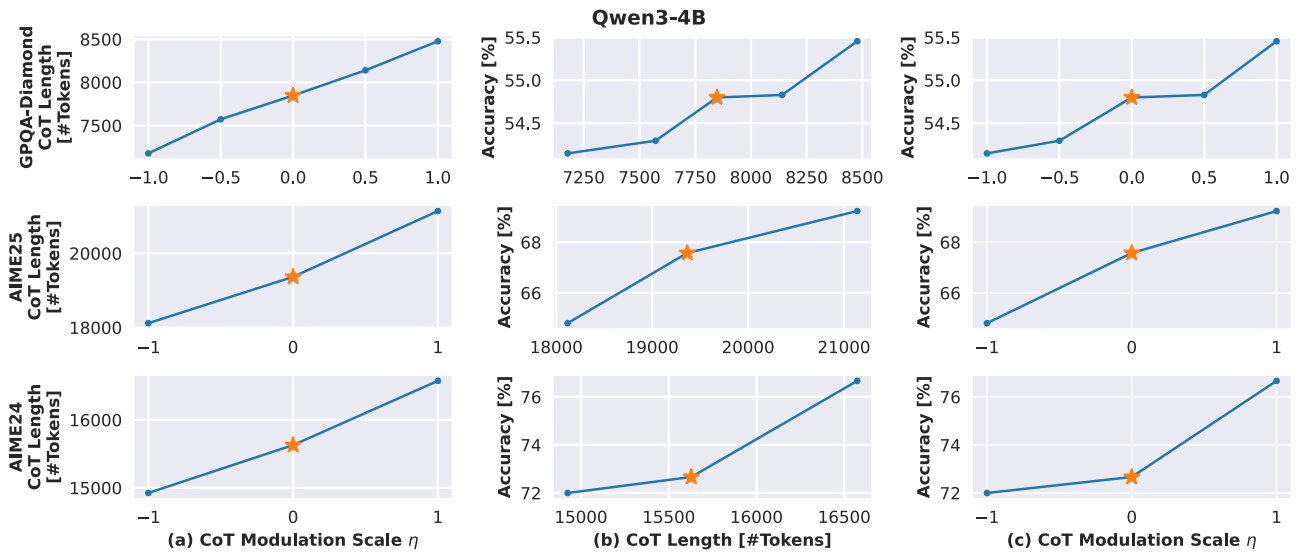 Qwen3-4B
GPQA-Diamond
CoT Length
[#Tokens]
8500
8000
7500
−1.0 −0.5 0.0 0.5 1.0
Accuracy [%]
55.5
55.0
54.5
7250 7500 7750 8000 8250 8500
Accuracy [%]
55.5
55.0
54.5
−1.0 −0.5 0.0 0.5 1.0
AIME25
CoT Length
[#Tokens]
20000
18000
−1 0 1
Accuracy [%]
68
66
18000 19000 20000 21000
Accuracy [%]
68
66
−1 0 1
AIME24
CoT Length
[#Tokens]
16000
15000
−1 0 1
(a) CoT Modulation Scale η
Accuracy [%]
76
74
72
15000 15500 16000 16500
(b) CoT Length [#Tokens]
Accuracy [%]
76
74
72
−1 0 1
(c) CoT Modulation Scale η